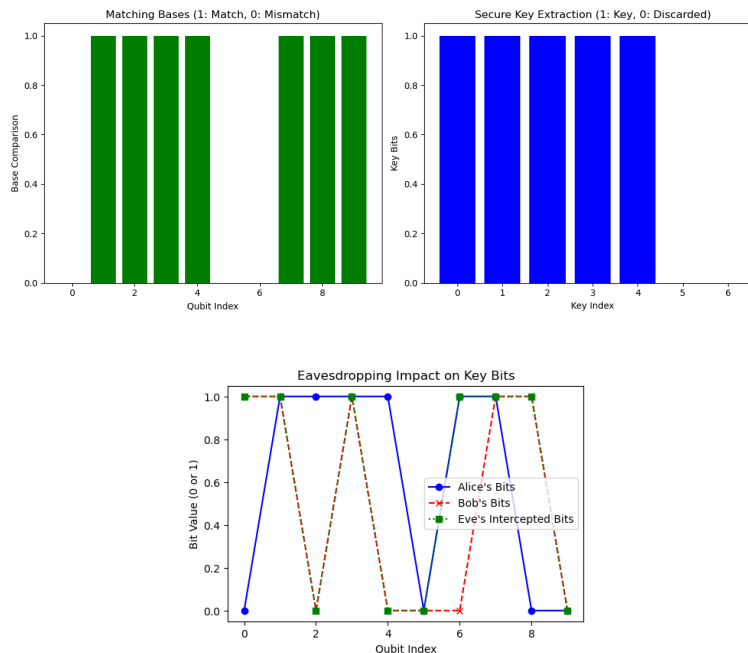 Matching Bases (1: Match, 0: Mismatch)
1.0
0.8
0.6
0.4
0.2
0.0
Base Comparison
0 2 4 6 8
Qubit Index
Secure Key Extraction (1: Key, 0: Discarded)
1.0
0.8
0.6
0.4
0.2
0.0
Key Bits
0 1 2 3 4 5 6
Key Index
Eavesdropping Impact on Key Bits
1.0
0.8
0.6
0.4
0.2
0.0
Bit Value (0 or 1)
Alice's Bits
Bob's Bits
Eve's Intercepted Bits
0 2 4 6 8
Qubit Index